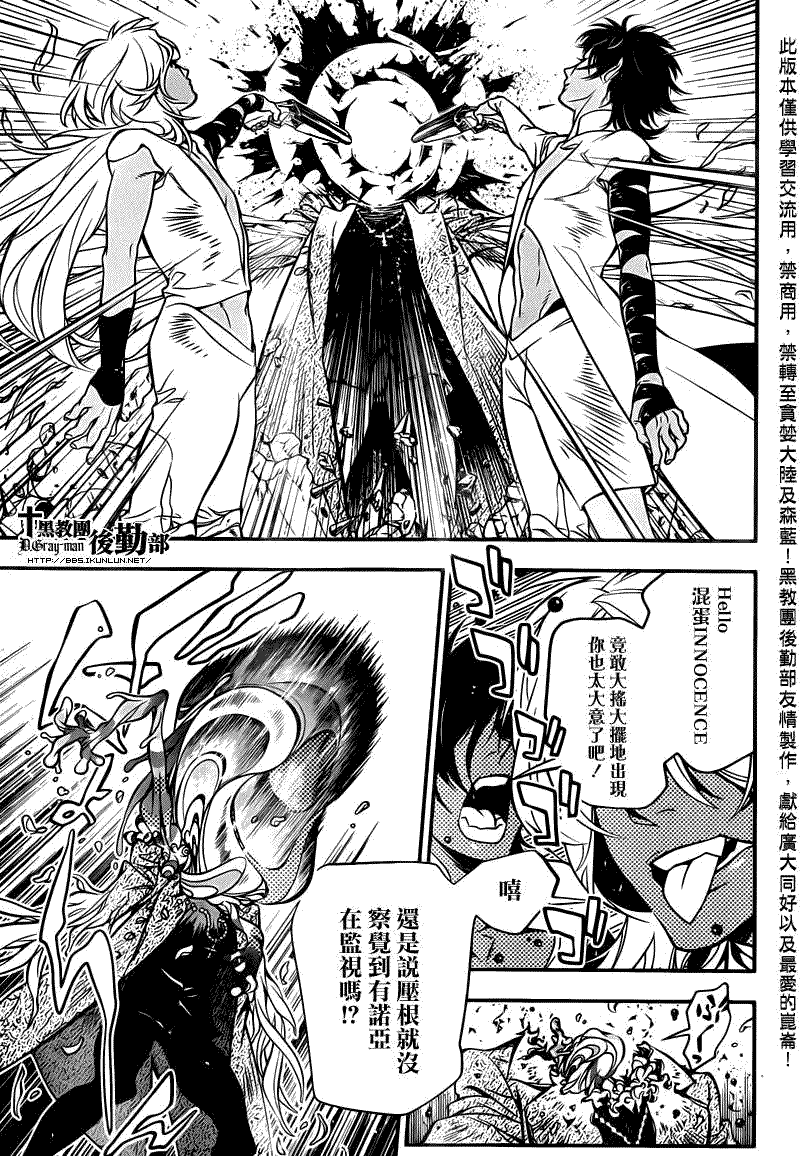 此版本僅供學習交流用，禁商用，禁轉至貪婪大陸及森藍！黑教團後勤部友情製作，獻給廣大同好以及最愛的崑崙！
黑教團
D.Gray-man
後勤部
HTTP://BBS.IKUNLUN.NET/
Hello
混蛋INNOCENCE
竟敢大搖大擺地出現
你也太大意了吧！
ゴゴゴ
嘻
還是說壓根就沒
察覺到有諾亞
在監視嗎!?